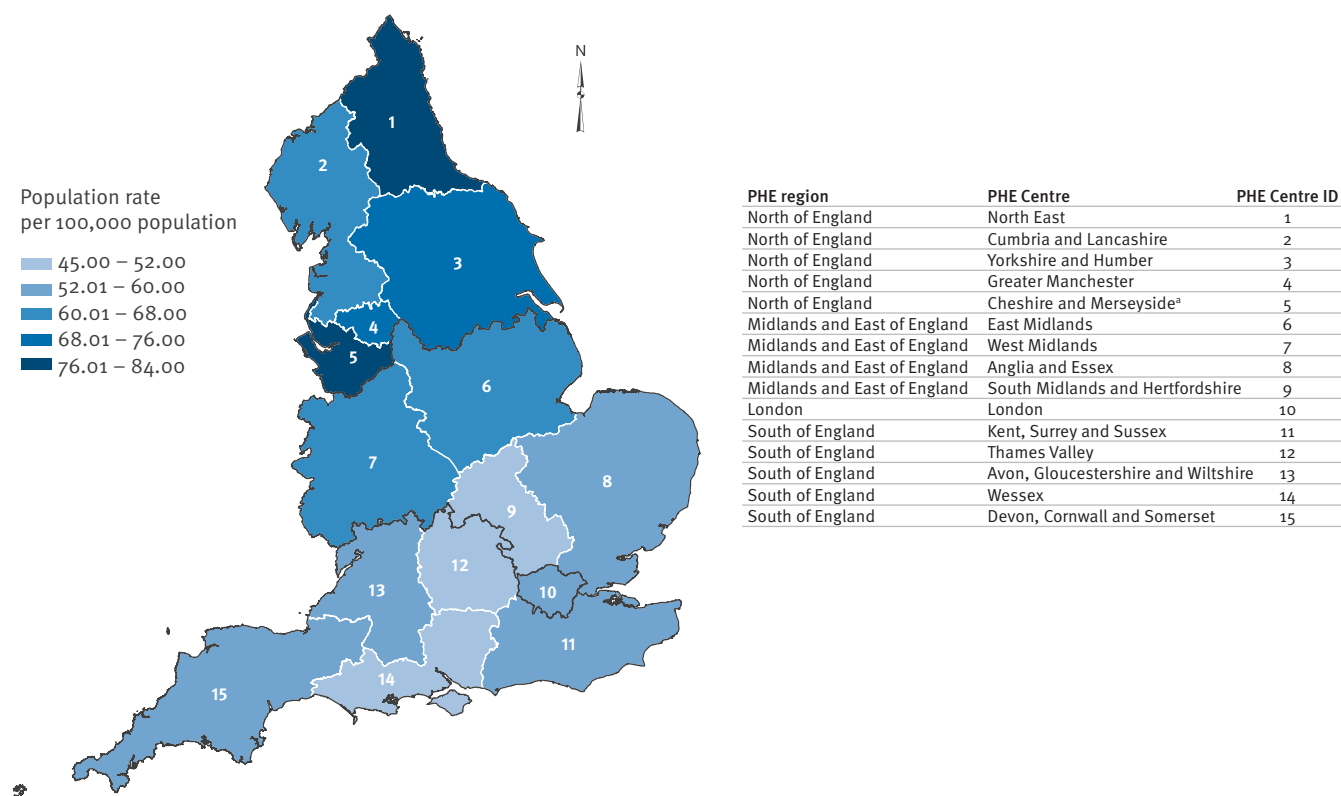 N
1
2
3
4
5
6
7
8
9
10
11
12
13
14
15
Population rate
per 100,000 population
45.00 – 52.00
52.01 – 60.00
60.01 – 68.00
68.01 – 76.00
76.01 – 84.00
PHE region PHE Centre PHE Centre ID
North of England North East 1
North of England Cumbria and Lancashire 2
North of England Yorkshire and Humber 3
North of England Greater Manchester 4
North of England Cheshire and Merseysideᵃ 5
Midlands and East of England East Midlands 6
Midlands and East of England West Midlands 7
Midlands and East of England Anglia and Essex 8
Midlands and East of England South Midlands and Hertfordshire 9
London London 10
South of England Kent, Surrey and Sussex 11
South of England Thames Valley 12
South of England Avon, Gloucestershire and Wiltshire 13
South of England Wessex 14
South of England Devon, Cornwall and Somerset 15